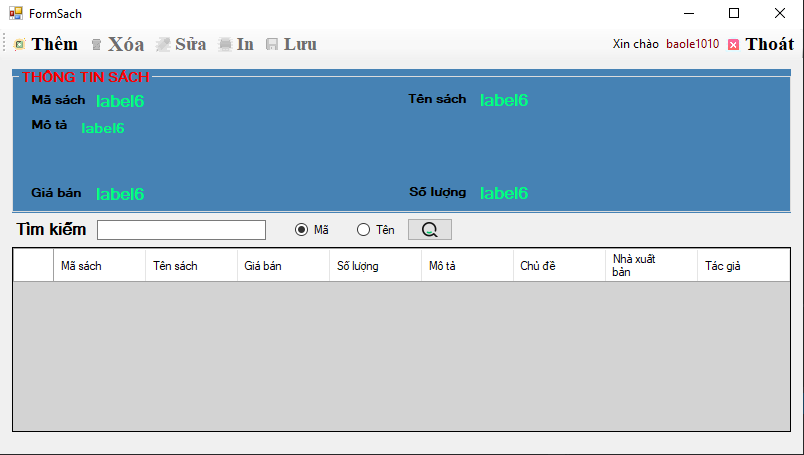 FormSach
Thêm Xóa Sửa In Lưu Xin chào baole1010 Thoát
THÔNG TIN SÁCH
Mã sách label6 Tên sách label6
Mô tả label6
Giá bán label6 Số lượng label6
Tìm kiếm Mã Tên
Mã sách Tên sách Giá bán Số lượng Mô tả Chủ đề Nhà xuất bản Tác giả